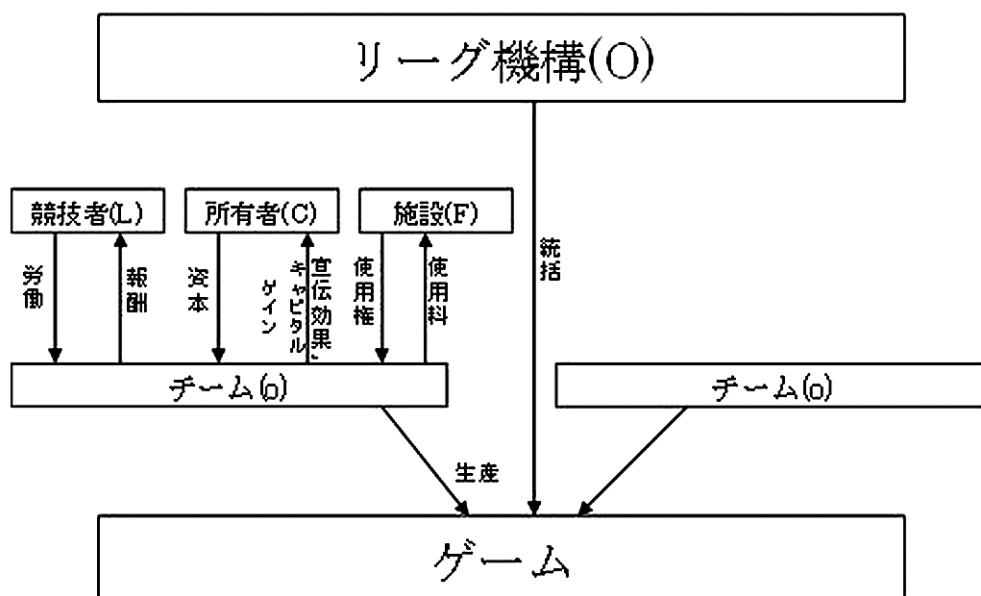 リーグ機構(O)
競技者(L)
所有者(C)
施設(F)
労働
報酬
資本
宣伝効果、
キャピタル
ゲイン
使用権
使用料
統括
チーム(o)
チーム(o)
生産
ゲーム